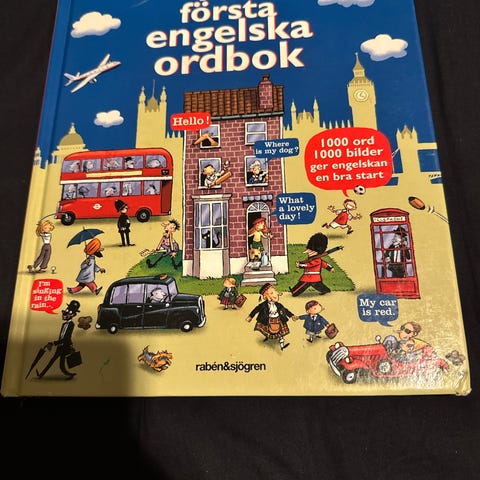 första
engelska
ordbok
Hello!
Where
is my dog?
1000 ord
1000 bilder
ger engelskan
en bra start
What
a lovely
day!
TELEPHONE
I'm
singing
in the
rain...
My car
is red.
rabén&sjögren